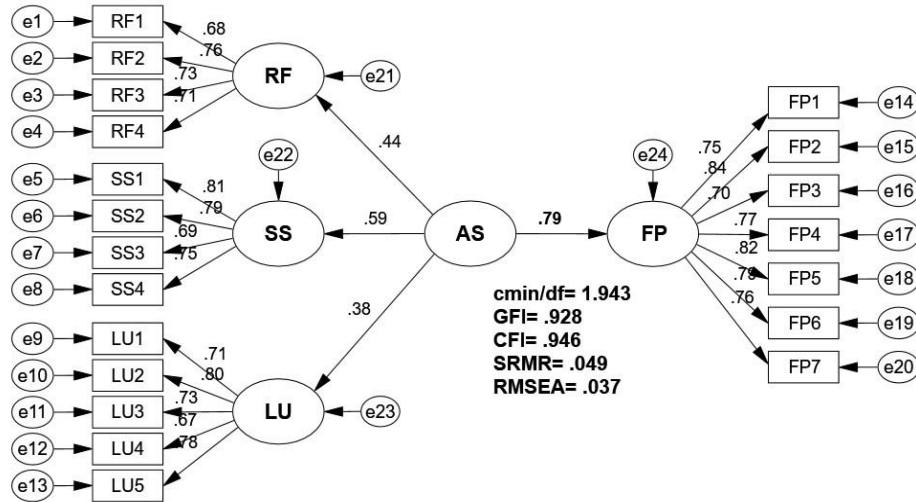 e1 RF1
.68
e2 RF2
.76
RF
e21
e3 RF3
.73
e4 RF4
.71
e14
FP1
e22
e24
.44
.75
FP2
e15
.84
e5 SS1
.81
.70
FP3
e16
e6 SS2
.79
SS
.59
AS
.79
FP
.77
FP4
e17
e7 SS3
.69
.82
e8 SS4
.75
FP5
e18
cmin/df= 1.943
.79
.38
GFI= .928
FP6
e19
e9 LU1
CFI= .946
.76
.71
SRMR= .049
FP7
e20
e10 LU2
.80
RMSEA= .037
e11 LU3
.73
LU
e23
e12 LU4
.67
e13 LU5
.78